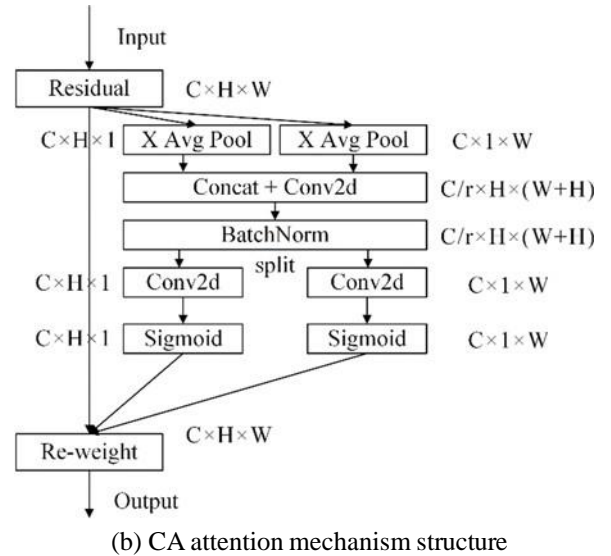 Input
Residual
C×H×W
C×H×1
X Avg Pool
X Avg Pool
C×1×W
Concat + Conv2d
C/r×H×(W+H)
BatchNorm
C/r×H×(W+H)
split
C×H×1
Conv2d
Conv2d
C×1×W
C×H×1
Sigmoid
Sigmoid
C×1×W
C×H×W
Re-weight
Output
(b) CA attention mechanism structure